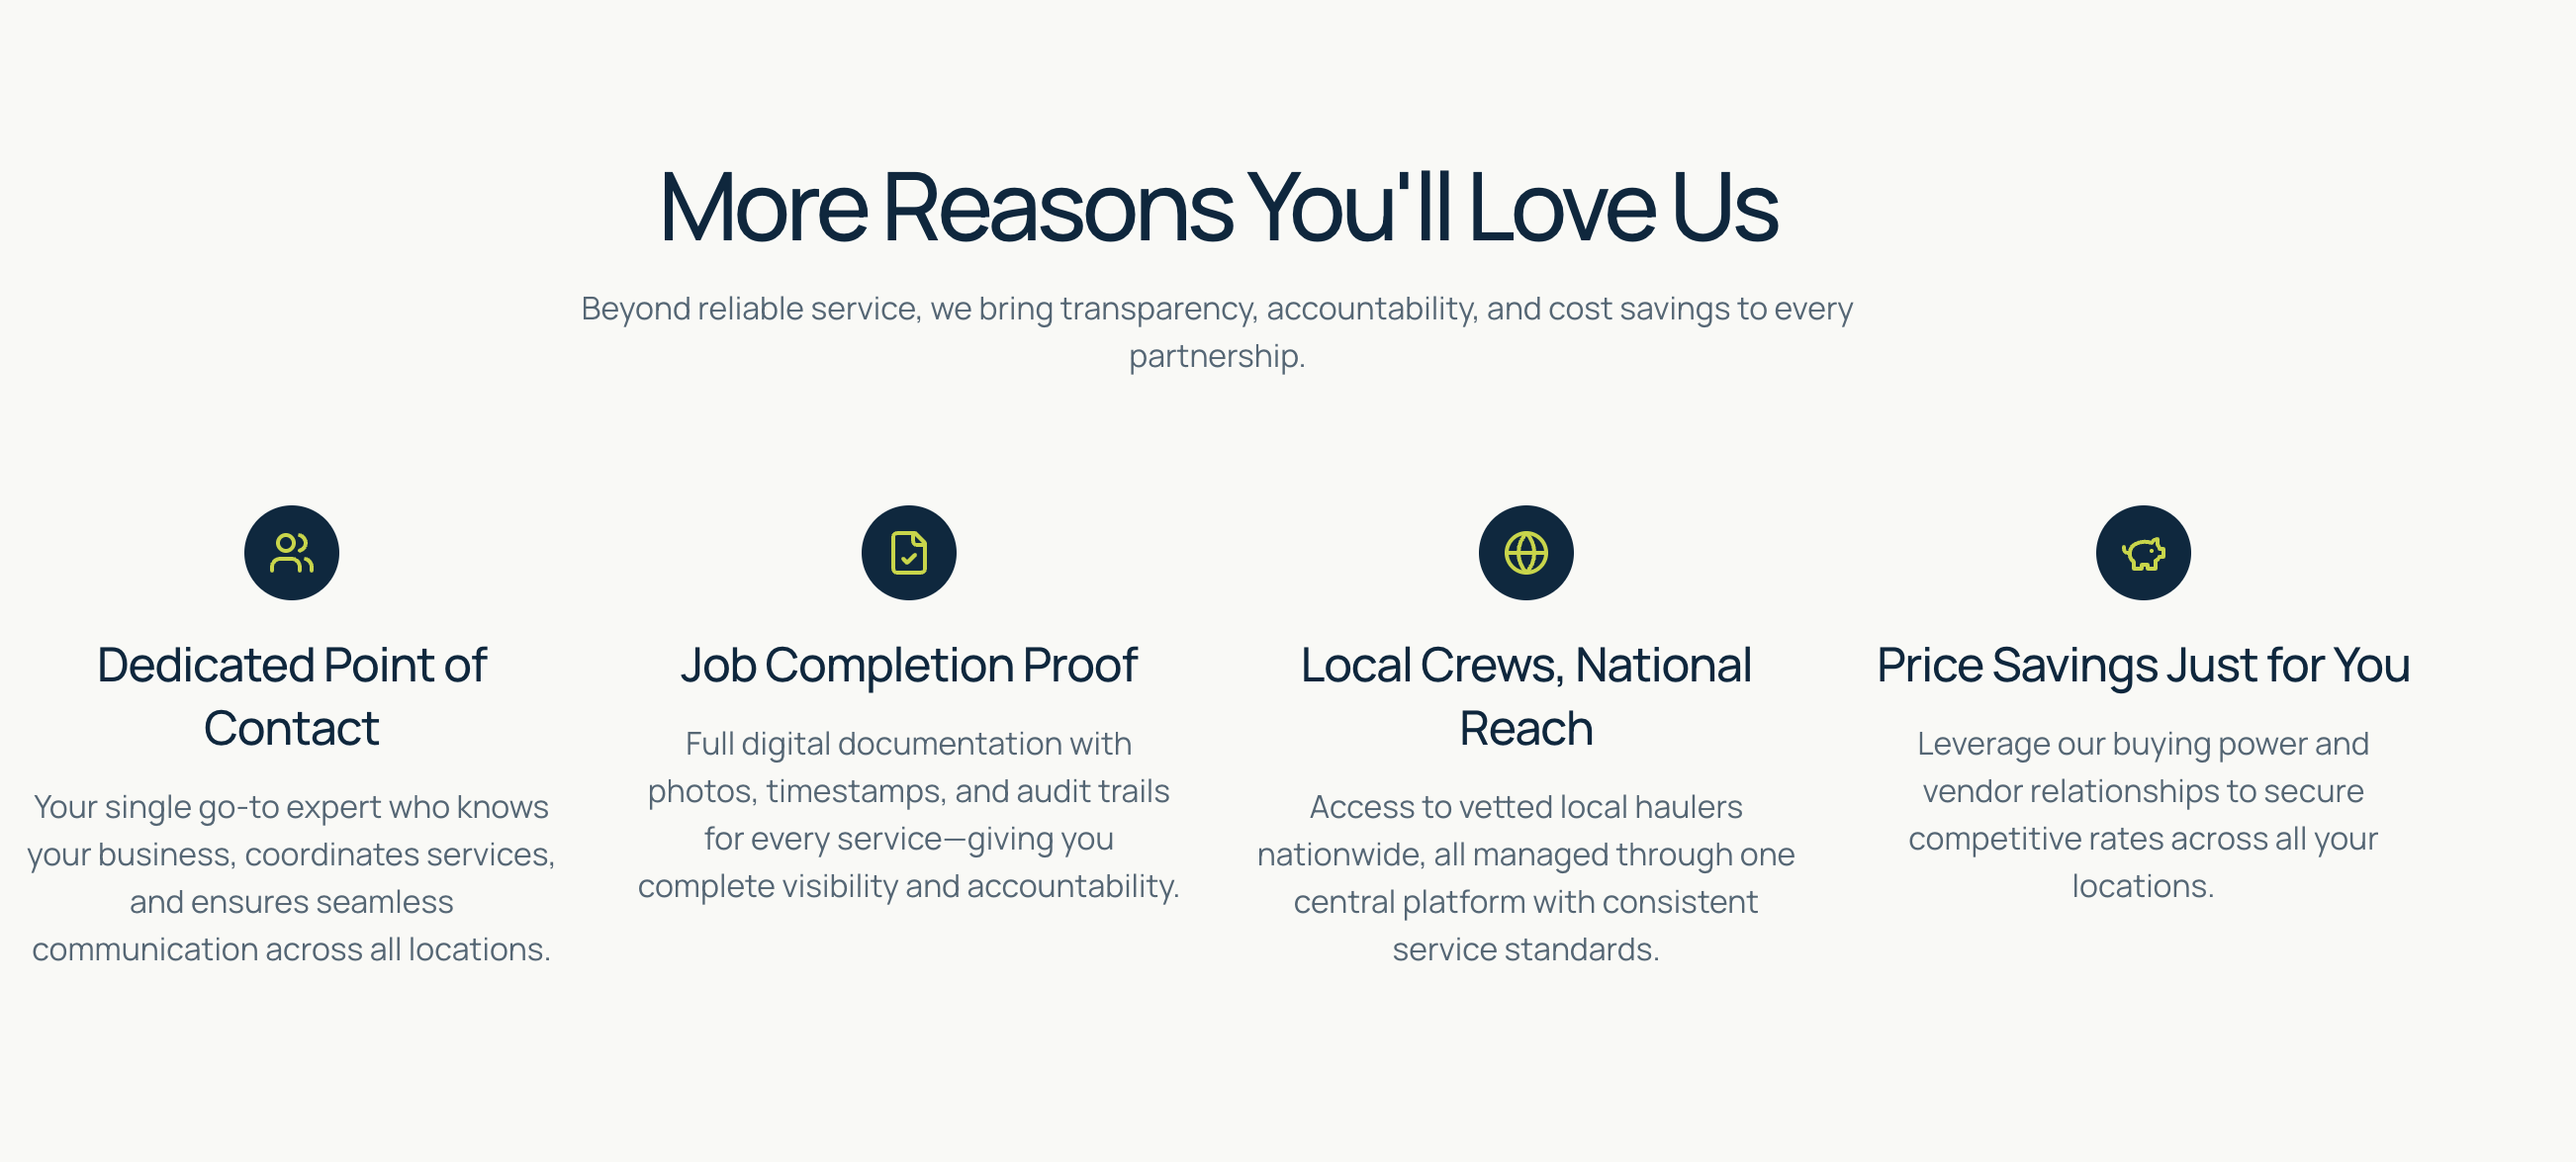 More Reasons You'll Love Us
Beyond reliable service, we bring transparency, accountability, and cost savings to every
partnership.
Dedicated Point of
Contact
Your single go-to expert who knows
your business, coordinates services,
and ensures seamless
communication across all locations.
Job Completion Proof
Full digital documentation with
photos, timestamps, and audit trails
for every service—giving you
complete visibility and accountability.
Local Crews, National
Reach
Access to vetted local haulers
nationwide, all managed through one
central platform with consistent
service standards.
Price Savings Just for You
Leverage our buying power and
vendor relationships to secure
competitive rates across all your
locations.